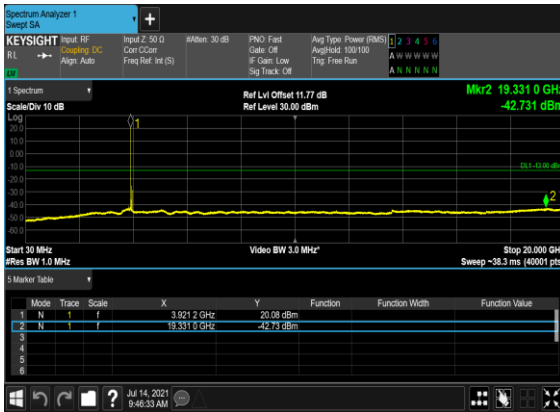 Spectrum Analyzer 1
Swept SA
KEYSIGHT Input: RF Input Z: 50 Ω #Atten: 30 dB PNO: Fast Avg Type: Power (RMS) 1 2 3 4 5 6
RL Coupling: DC Corr CCorr Gate: Off Avg|Hold: 100/100 A W W W W W
Align: Auto Freq Ref: Int (S) IF Gain: Low Trig: Free Run
Sig Track: Off A N N N N N
1 Spectrum Ref Lvl Offset 11.77 dB Mkr2 19.331 0 GHz
Scale/Div 10 dB Ref Level 30.00 dBm -42.731 dBm
Log
1
20.0
10.0
0.00
-10.0 DL1 -13.00 dBm
-20.0
-30.0
-40.0 2
-50.0
-60.0
Start 30 MHz Video BW 3.0 MHz* Stop 20.000 GHz
#Res BW 1.0 MHz Sweep ~38.3 ms (40001 pts)
5 Marker Table
Mode Trace Scale X Y Function Function Width Function Value
1 N 1 f 3.921 2 GHz 20.08 dBm
2 N 1 f 19.331 0 GHz -42.73 dBm
3
4
5
6
? Jul 14, 2021
9:46:33 AM